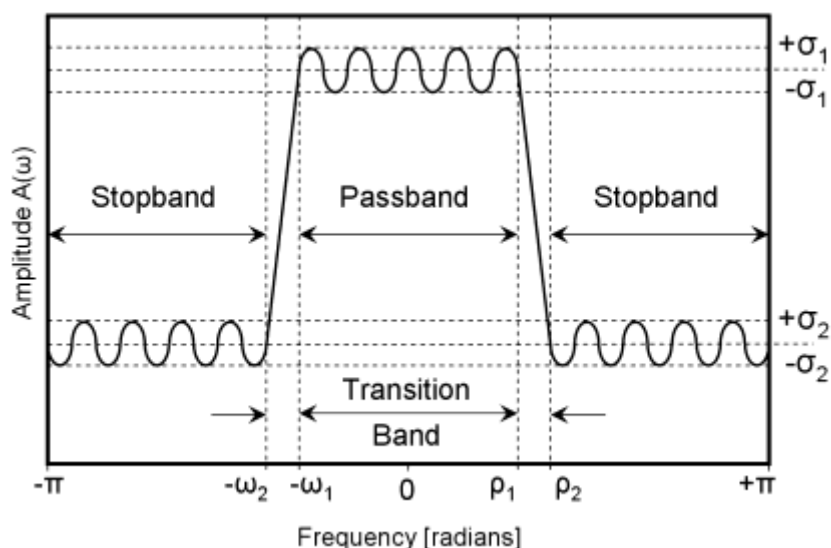 +σ1
-σ1
Amplitude A(ω)
Stopband
Passband
Stopband
+σ2
-σ2
Transition
Band
-π
-ω2
-ω1
0
ρ1
ρ2
+π
Frequency [radians]